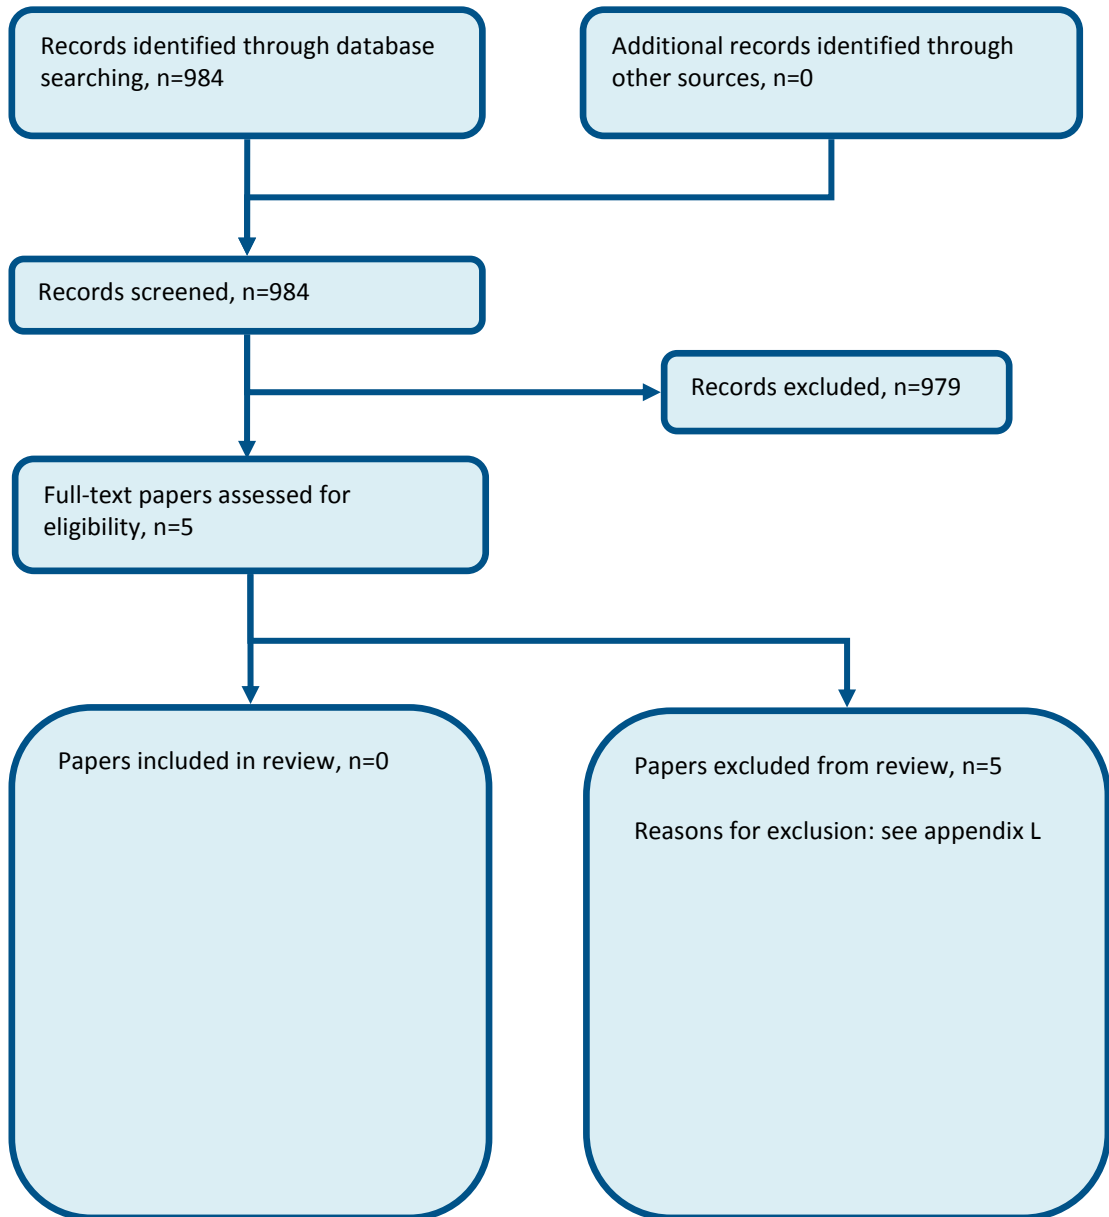 Records identified through database
searching, n=984
Additional records identified through
other sources, n=0
Records screened, n=984
Records excluded, n=979
Full-text papers assessed for
eligibility, n=5
Papers included in review, n=0
Papers excluded from review, n=5
Reasons for exclusion: see appendix L